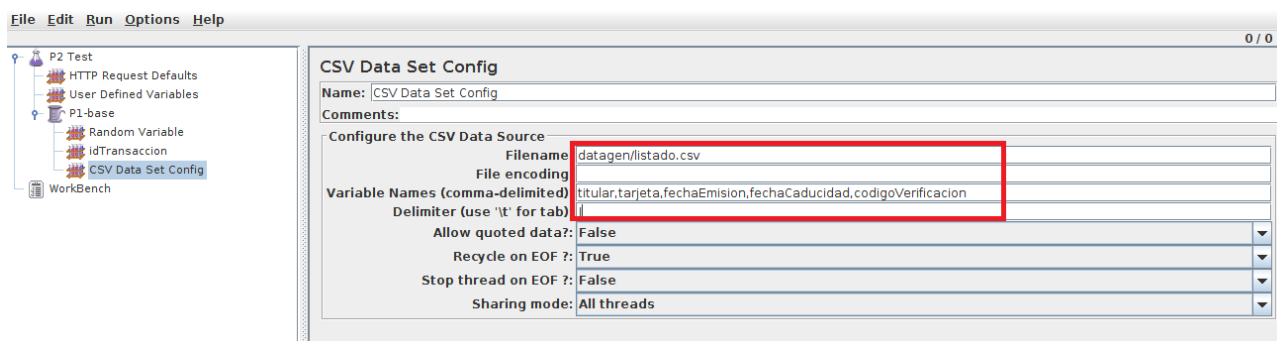 File Edit Run Options Help
0 / 0
P2 Test
HTTP Request Defaults
User Defined Variables
P1-base
Random Variable
idTransaccion
CSV Data Set Config
WorkBench
CSV Data Set Config
Name: CSV Data Set Config
Comments:
Configure the CSV Data Source
Filename: datagen/listado.csv
File encoding:
Variable Names (comma-delimited): titular,tarjeta,fechaEmision,fechaCaducidad,codigoVerificacion
Delimiter (use '\t' for tab): |
Allow quoted data?: False
Recycle on EOF ?: True
Stop thread on EOF ?: False
Sharing mode: All threads